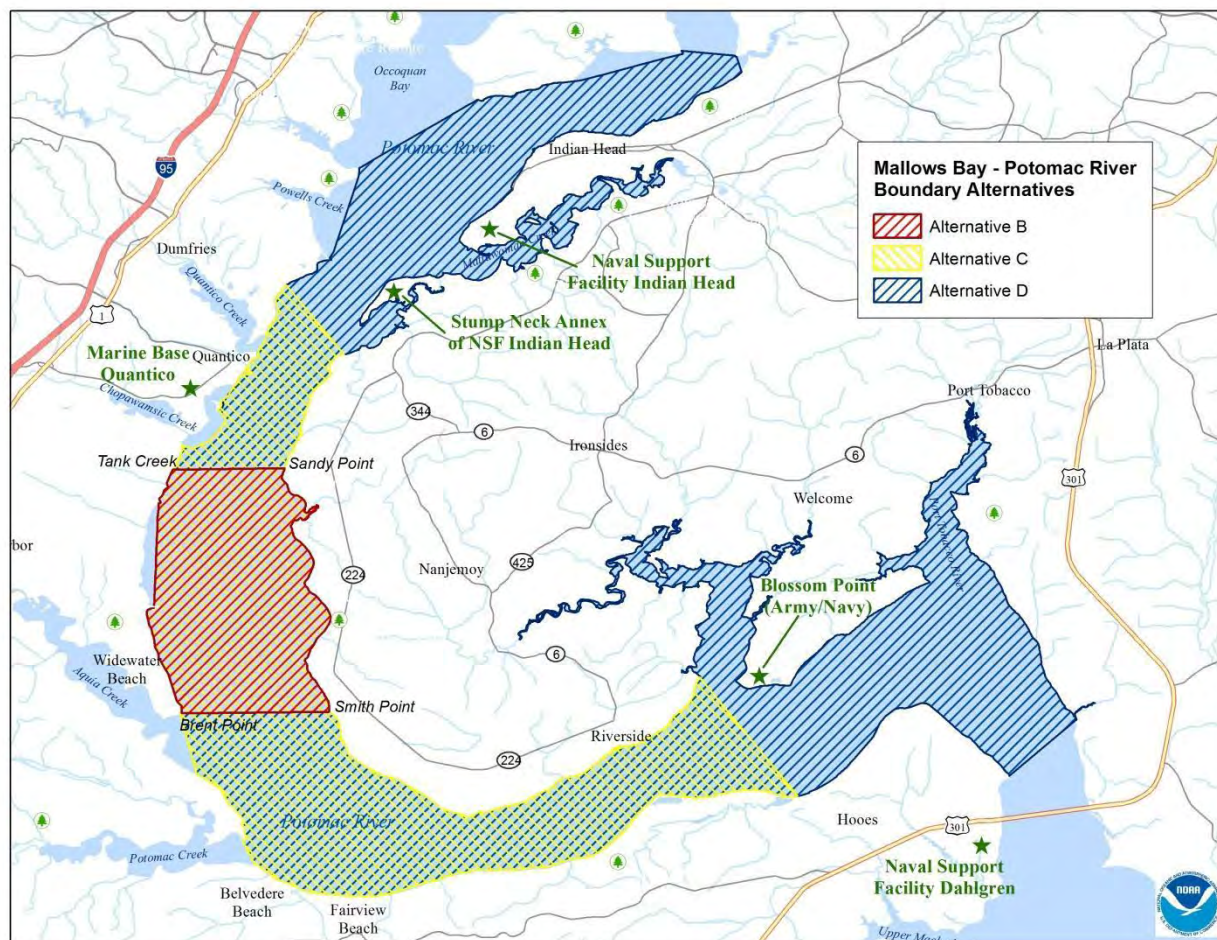 Occoquan
Bay
Potomac River
Indian Head
95
Powells Creek
Mallows Bay - Potomac River
Boundary Alternatives
Alternative B
Alternative C
Alternative D
Dumfries
Quantico Creek
Naval Support
Facility Indian Head
1
Stump Neck Annex
of NSF Indian Head
Marine Base
Quantico
Quantico
Chopawamsic Creek
La Plata
Port Tobacco
344
6
Ironsides
6
301
Tank Creek
Sandy Point
Welcome
bor
224
Nanjemoy
425
Port Tobacco River
Blossom Point
(Army/Navy)
Widewater
Beach
Aquia Creek
6
Brent Point
Smith Point
Riverside
224
Potomac River
Hooes
301
Potomac Creek
Naval Support
Facility Dahlgren
Belvedere
Beach
Fairview
Beach
NOAA